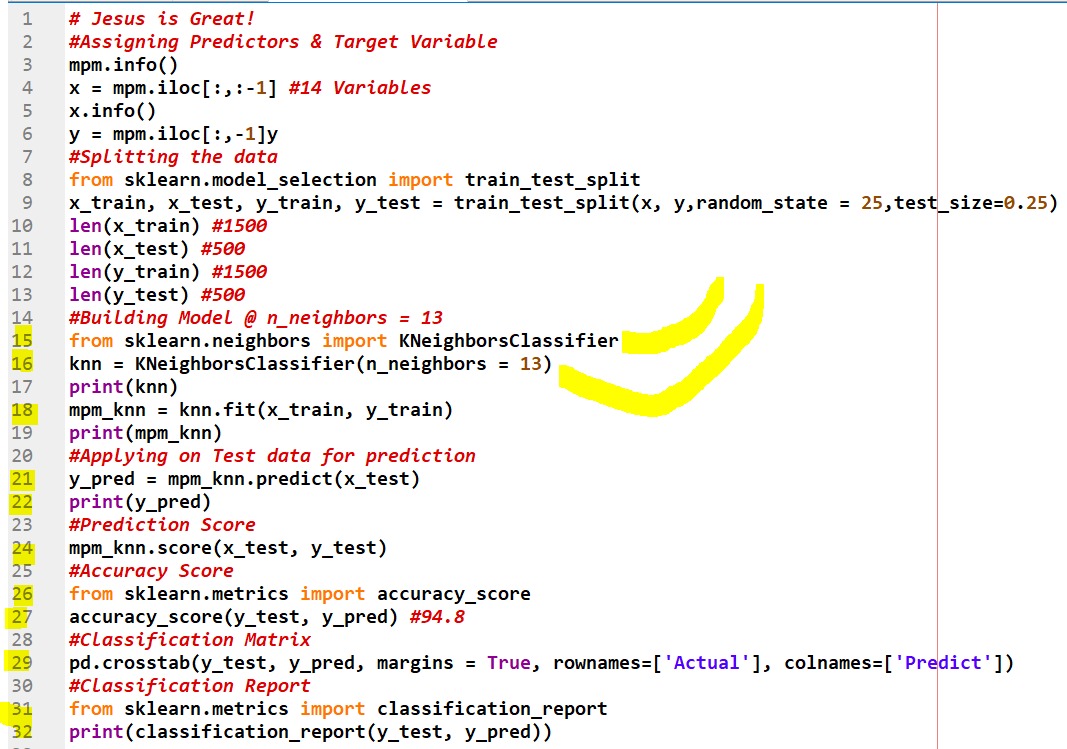 1 # Jesus is Great!
2 #Assigning Predictors & Target Variable
3 mpm.info()
4 x = mpm.iloc[:,:-1] #14 Variables
5 x.info()
6 y = mpm.iloc[:,-1]y
7 #Splitting the data
8 from sklearn.model_selection import train_test_split
9 x_train, x_test, y_train, y_test = train_test_split(x, y,random_state = 25,test_size=0.25)
10 len(x_train) #1500
11 len(x_test) #500
12 len(y_train) #1500
13 len(y_test) #500
14 #Building Model @ n_neighbors = 13
15 from sklearn.neighbors import KNeighborsClassifier
16 knn = KNeighborsClassifier(n_neighbors = 13)
17 print(knn)
18 mpm_knn = knn.fit(x_train, y_train)
19 print(mpm_knn)
20 #Applying on Test data for prediction
21 y_pred = mpm_knn.predict(x_test)
22 print(y_pred)
23 #Prediction Score
24 mpm_knn.score(x_test, y_test)
25 #Accuracy Score
26 from sklearn.metrics import accuracy_score
27 accuracy_score(y_test, y_pred) #94.8
28 #Classification Matrix
29 pd.crosstab(y_test, y_pred, margins = True, rownames=['Actual'], colnames=['Predict'])
30 #Classification Report
31 from sklearn.metrics import classification_report
32 print(classification_report(y_test, y_pred))